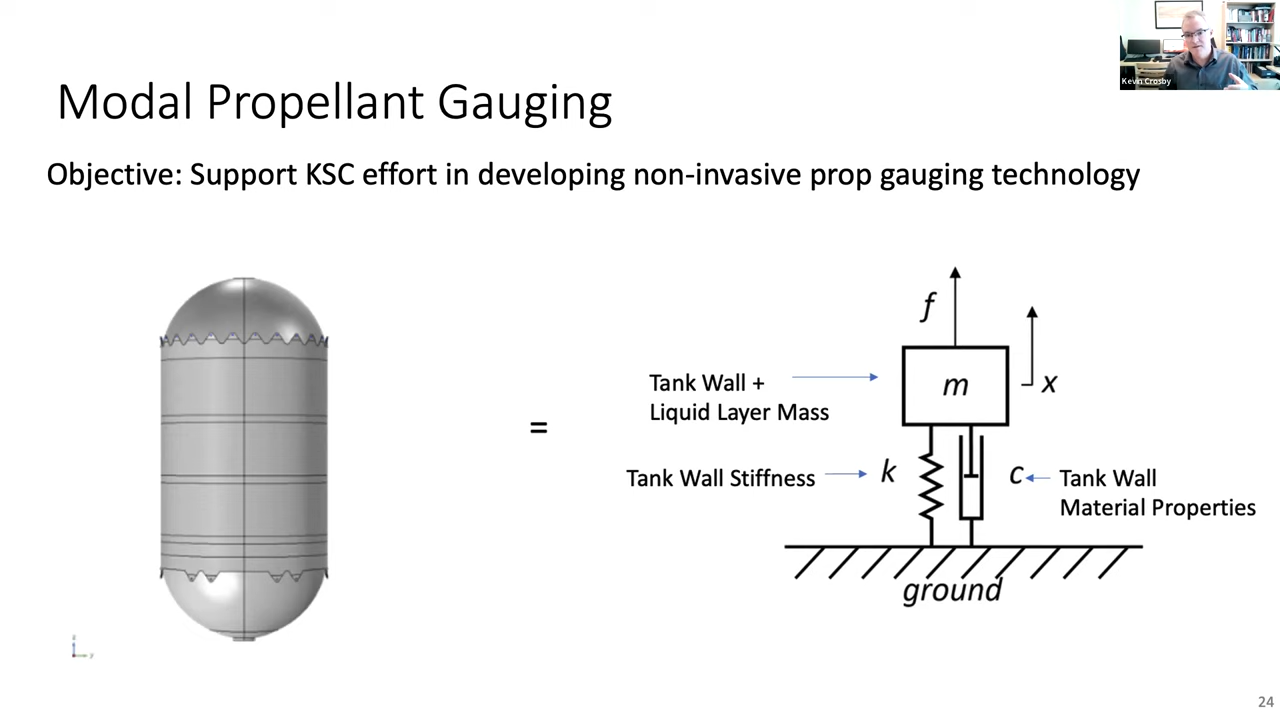 Kevin Crosby
Modal Propellant Gauging
Objective: Support KSC effort in developing non-invasive prop gauging technology
f
Tank Wall +
Liquid Layer Mass
m
x
=
Tank Wall Stiffness
k
c
Tank Wall
Material Properties
ground
24